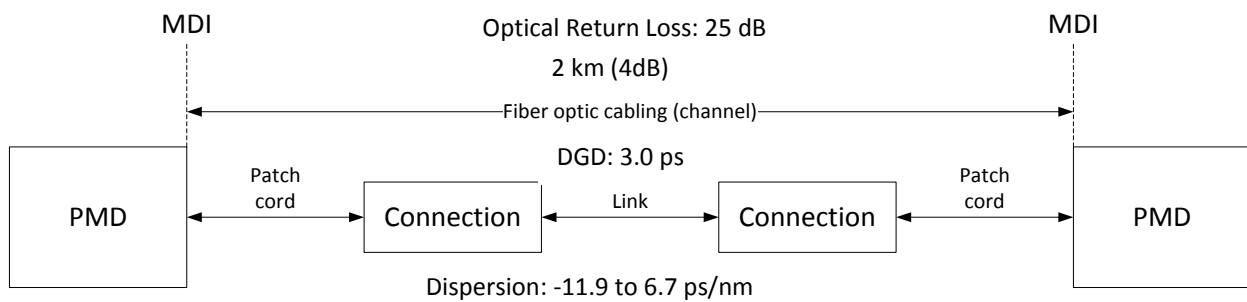 MDI
Optical Return Loss: 25 dB
MDI
2 km (4dB)
Fiber optic cabling (channel)
DGD: 3.0 ps
PMD
Patch
cord
Connection
Link
Connection
Patch
cord
PMD
Dispersion: -11.9 to 6.7 ps/nm